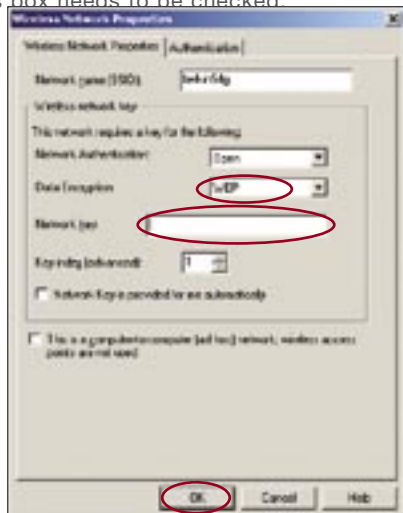 box needs to be checked.
Wireless Network Properties
Wireless Network Properties
Authentication
Network name (SSID):
Wireless network key
This network requires a key for the following:
Network Authentication:
Open
Data Encryption
WEP
Network key
Key index (advanced):
1
Network Key is provided for me automatically
This is a computer-to-computer (ad hoc) network, wireless access
points are not used
OK
Cancel
Help